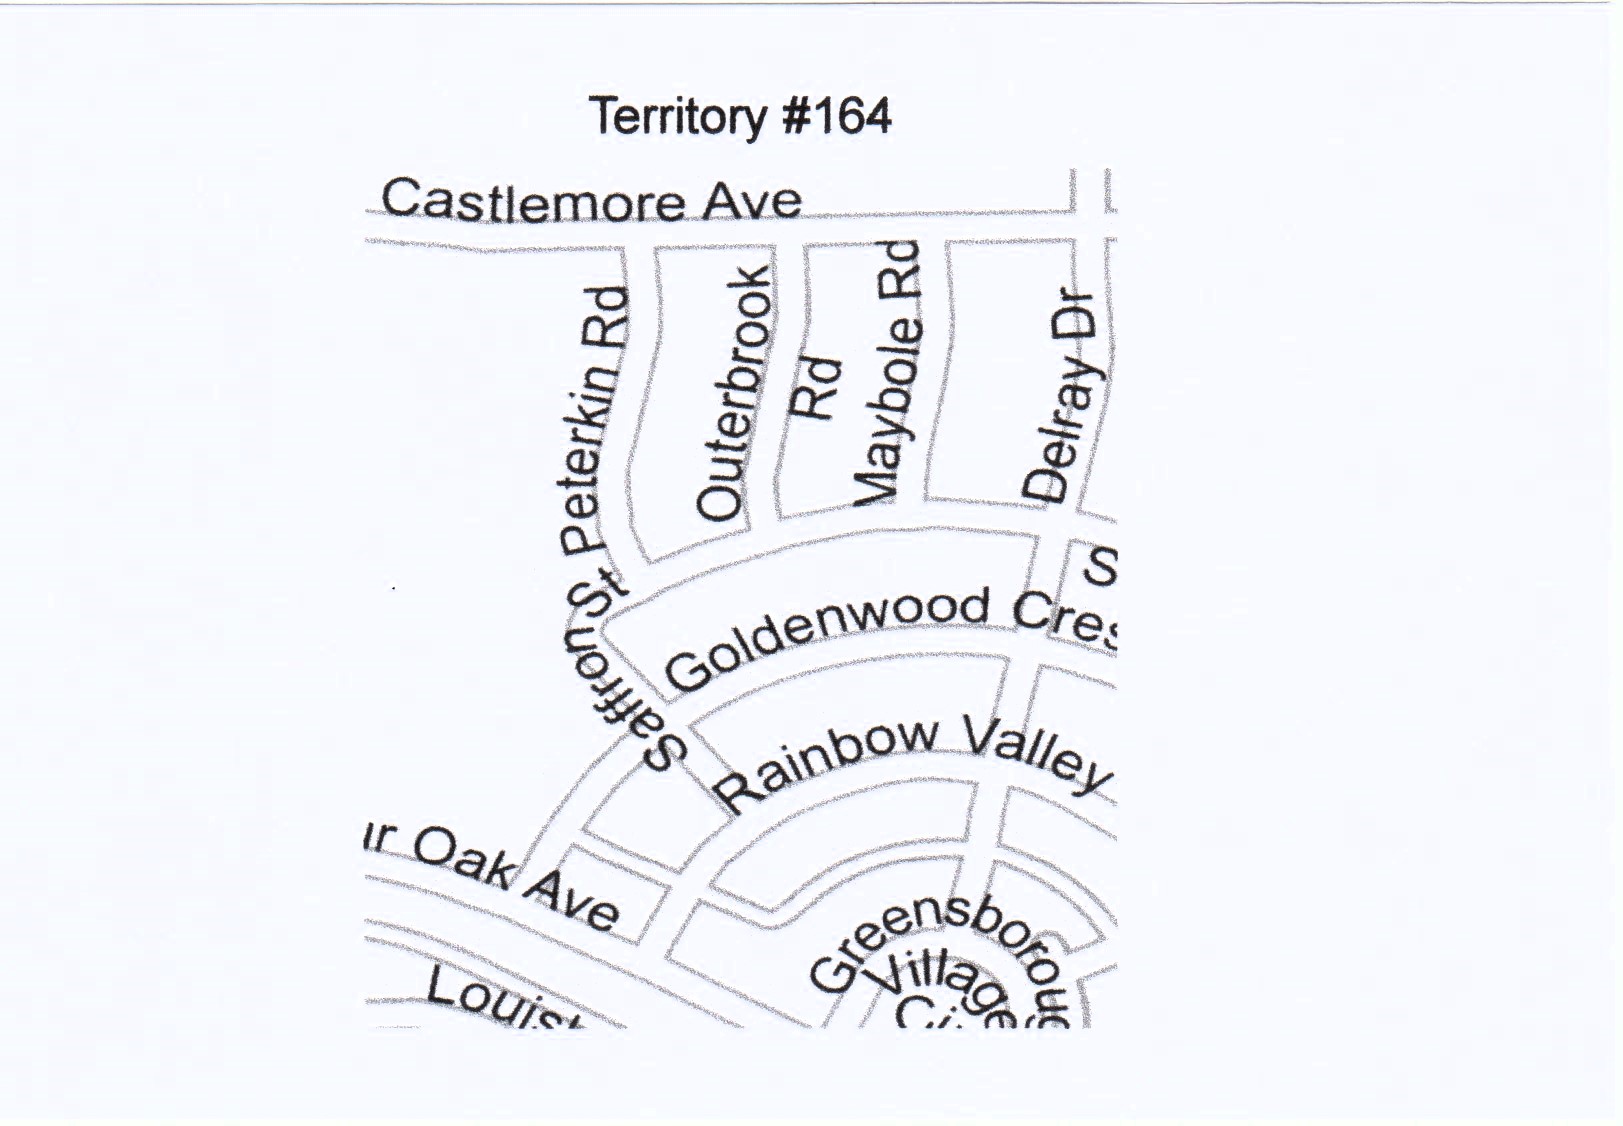 Territory #164
Castlemore Ave
Peterkin Rd
Outerbrook
Rd
Maybole Rd
Delray Dr
S
Saffron St
Goldenwood Cres
Rainbow Valley
ır Oak Ave
Greensboroug
Village
Ci
Louis